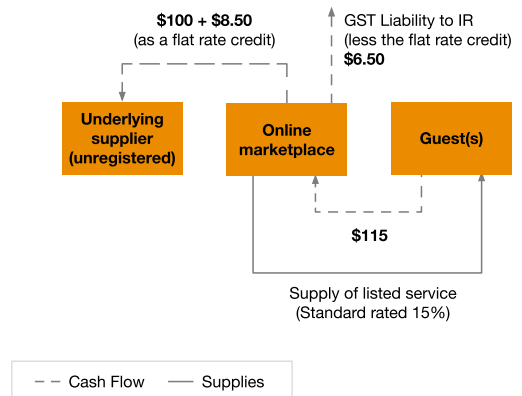 $100 + $8.50
(as a flat rate credit)
GST Liability to IR
(less the flat rate credit)
$6.50
Underlying
supplier
(unregistered)
Online
marketplace
Guest(s)
$115
Supply of listed service
(Standard rated 15%)
Cash Flow
Supplies